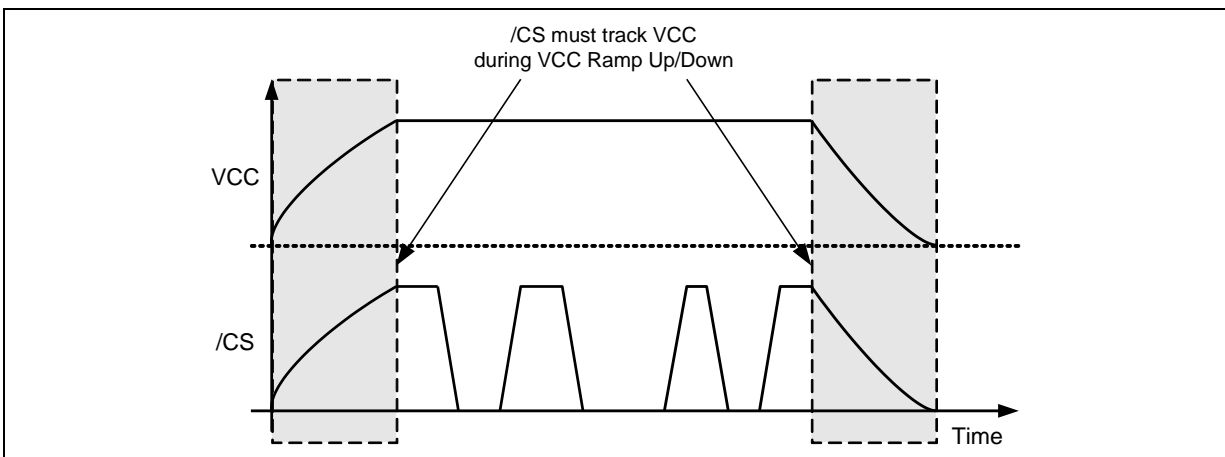 /CS must track VCC
during VCC Ramp Up/Down
VCC
/CS
Time